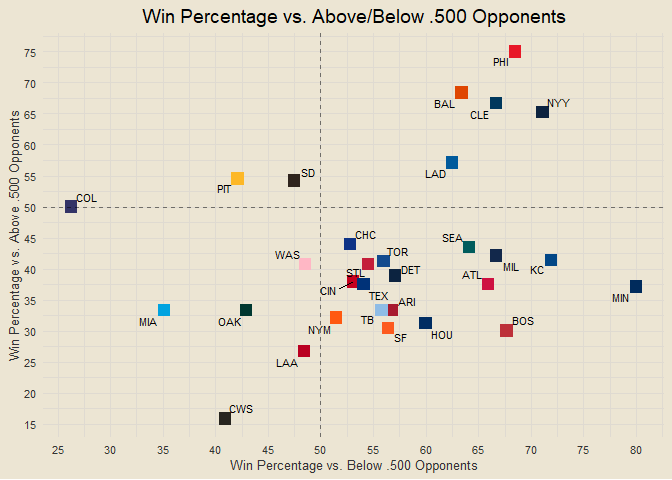 Win Percentage vs. Above/Below .500 Opponents
Win Percentage vs. Above .500 Opponents
75
70
65
60
55
50
45
40
35
30
25
20
15
PHI
BAL
CLE
NYY
LAD
SD
PIT
COL
CHC
SEA
WAS
TOR
MIL
KC
STL
DET
ATL
CIN
MIN
TEX
ARI
MIA
OAK
NYM
TB
BOS
SF
HOU
LAA
CWS
25
30
35
40
45
50
55
60
65
70
75
80
Win Percentage vs. Below .500 Opponents